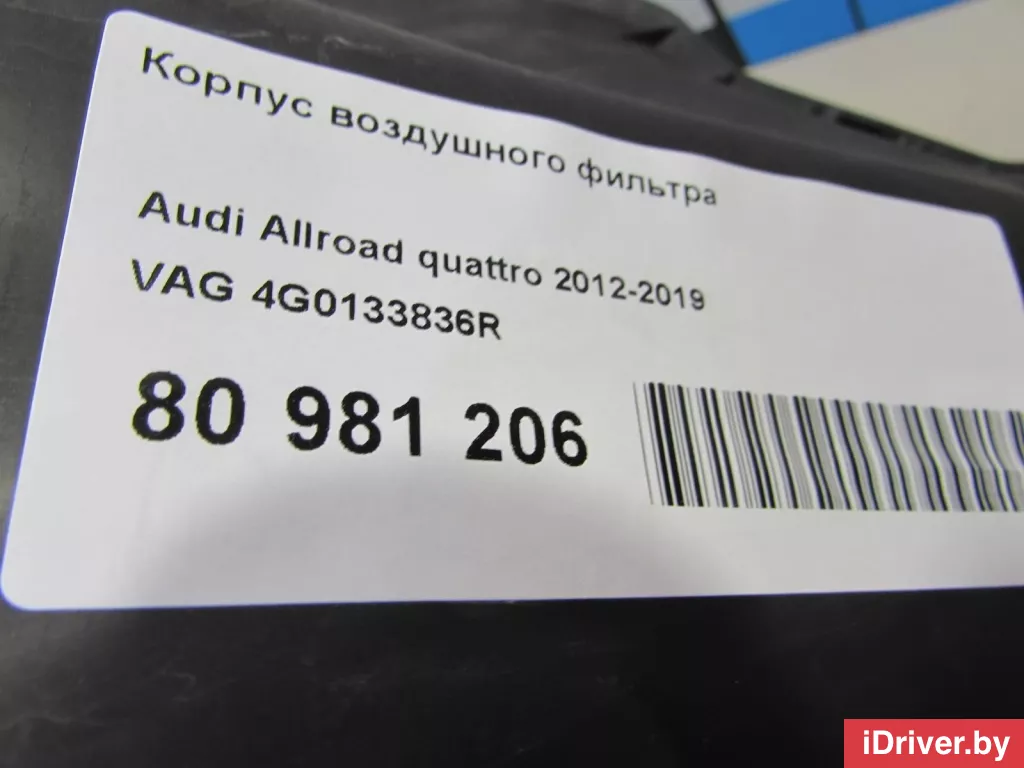 Корпус воздушного фильтра
Audi Allroad quattro 2012-2019
VAG 4G0133836R
80 981 206
iDriver.by